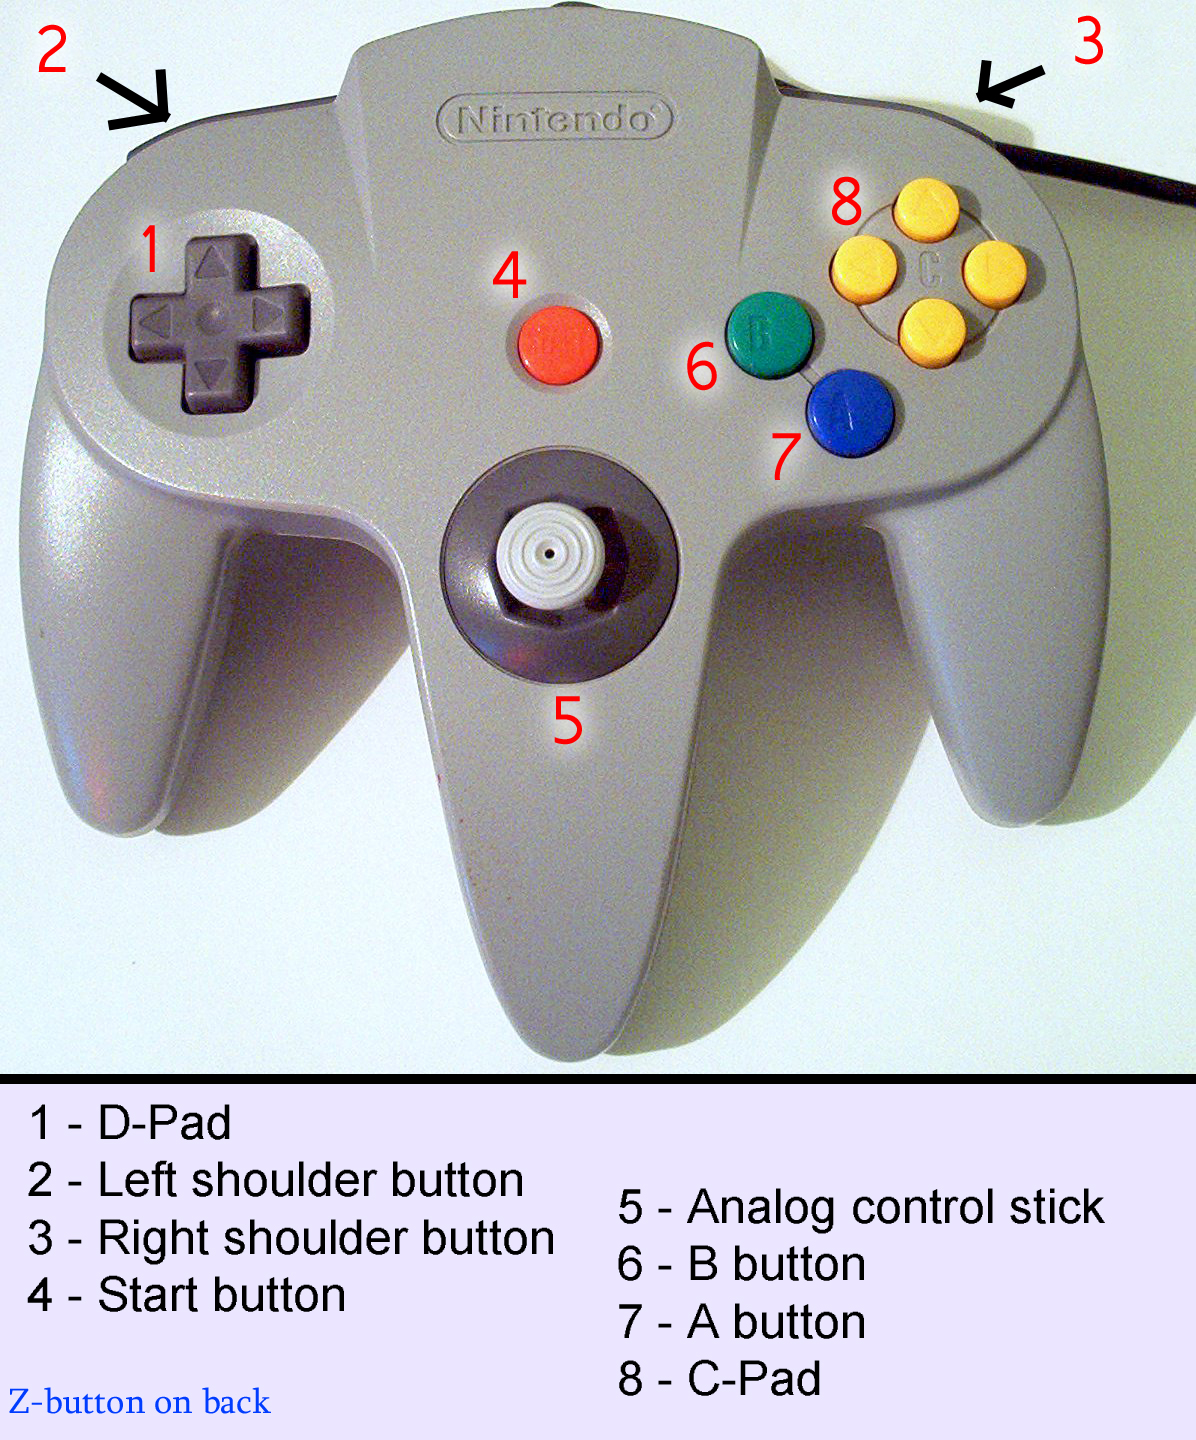 2
3
Nintendo®
8
1
4
C
B
6
A
7
5
1 - D-Pad
2 - Left shoulder button
3 - Right shoulder button
4 - Start button
5 - Analog control stick
6 - B button
7 - A button
8 - C-Pad
Z-button on back